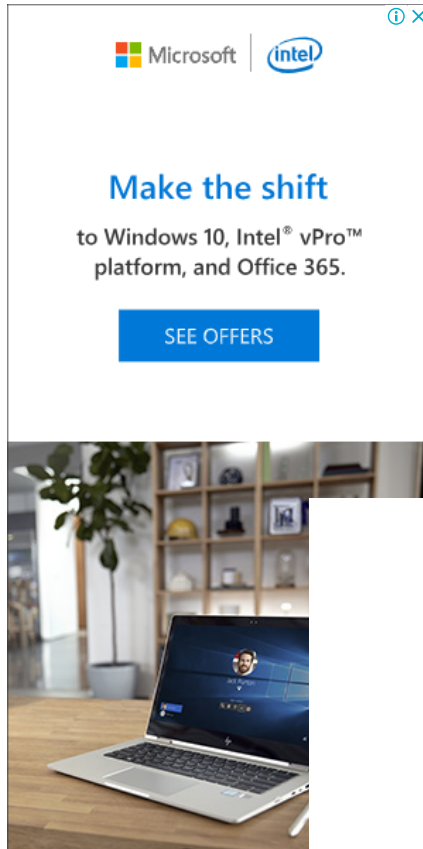 Microsoft
intel
Make the shift
to Windows 10, Intel® vPro™
platform, and Office 365.
SEE OFFERS